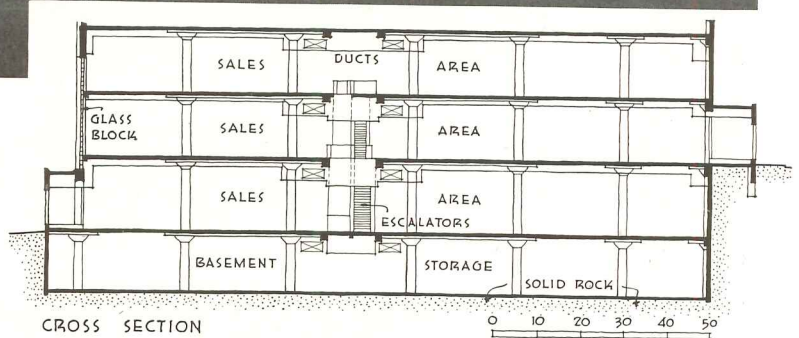 SALES
DUCTS
AREA
GLASS
BLOCK
SALES
AREA
SALES
AREA
ESCALATORS
BASEMENT
STORAGE
SOLID ROCK
CROSS SECTION
0 10 20 30 40 50